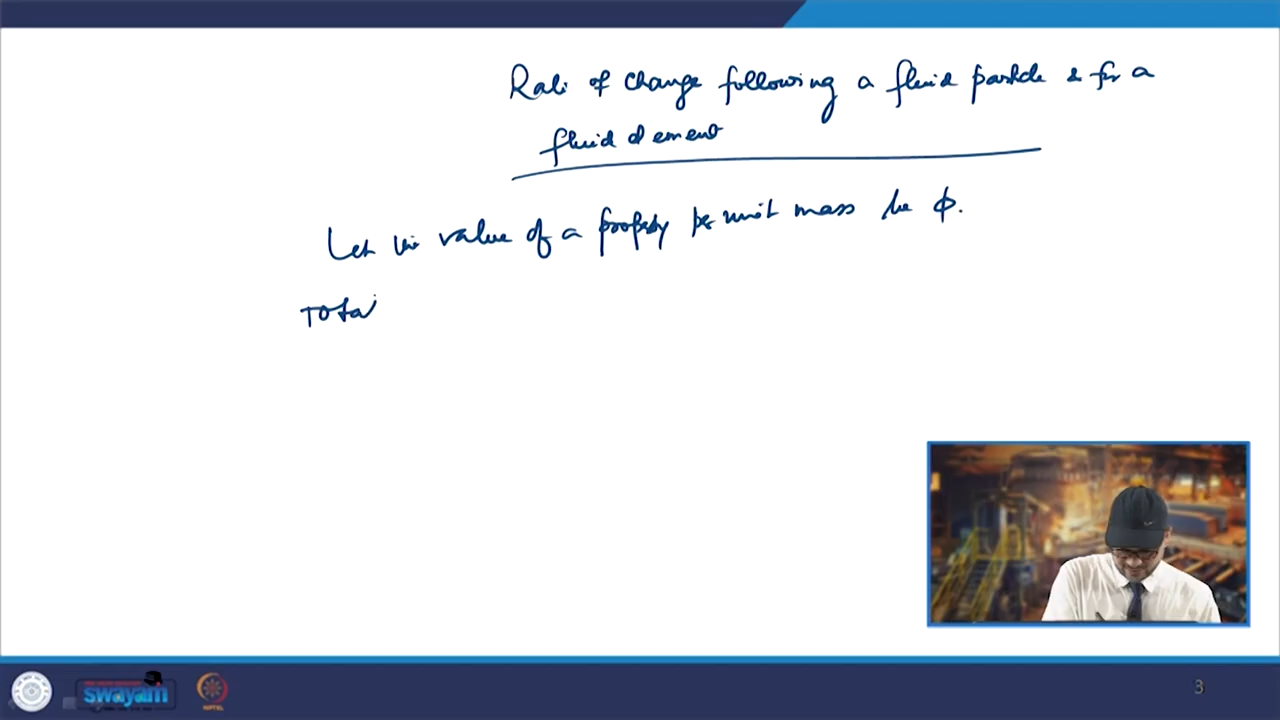 Rate of change following a fluid particle & for a
fluid element
Let the value of a property per unit mass be φ.
Total
swayam
NPTEL
3